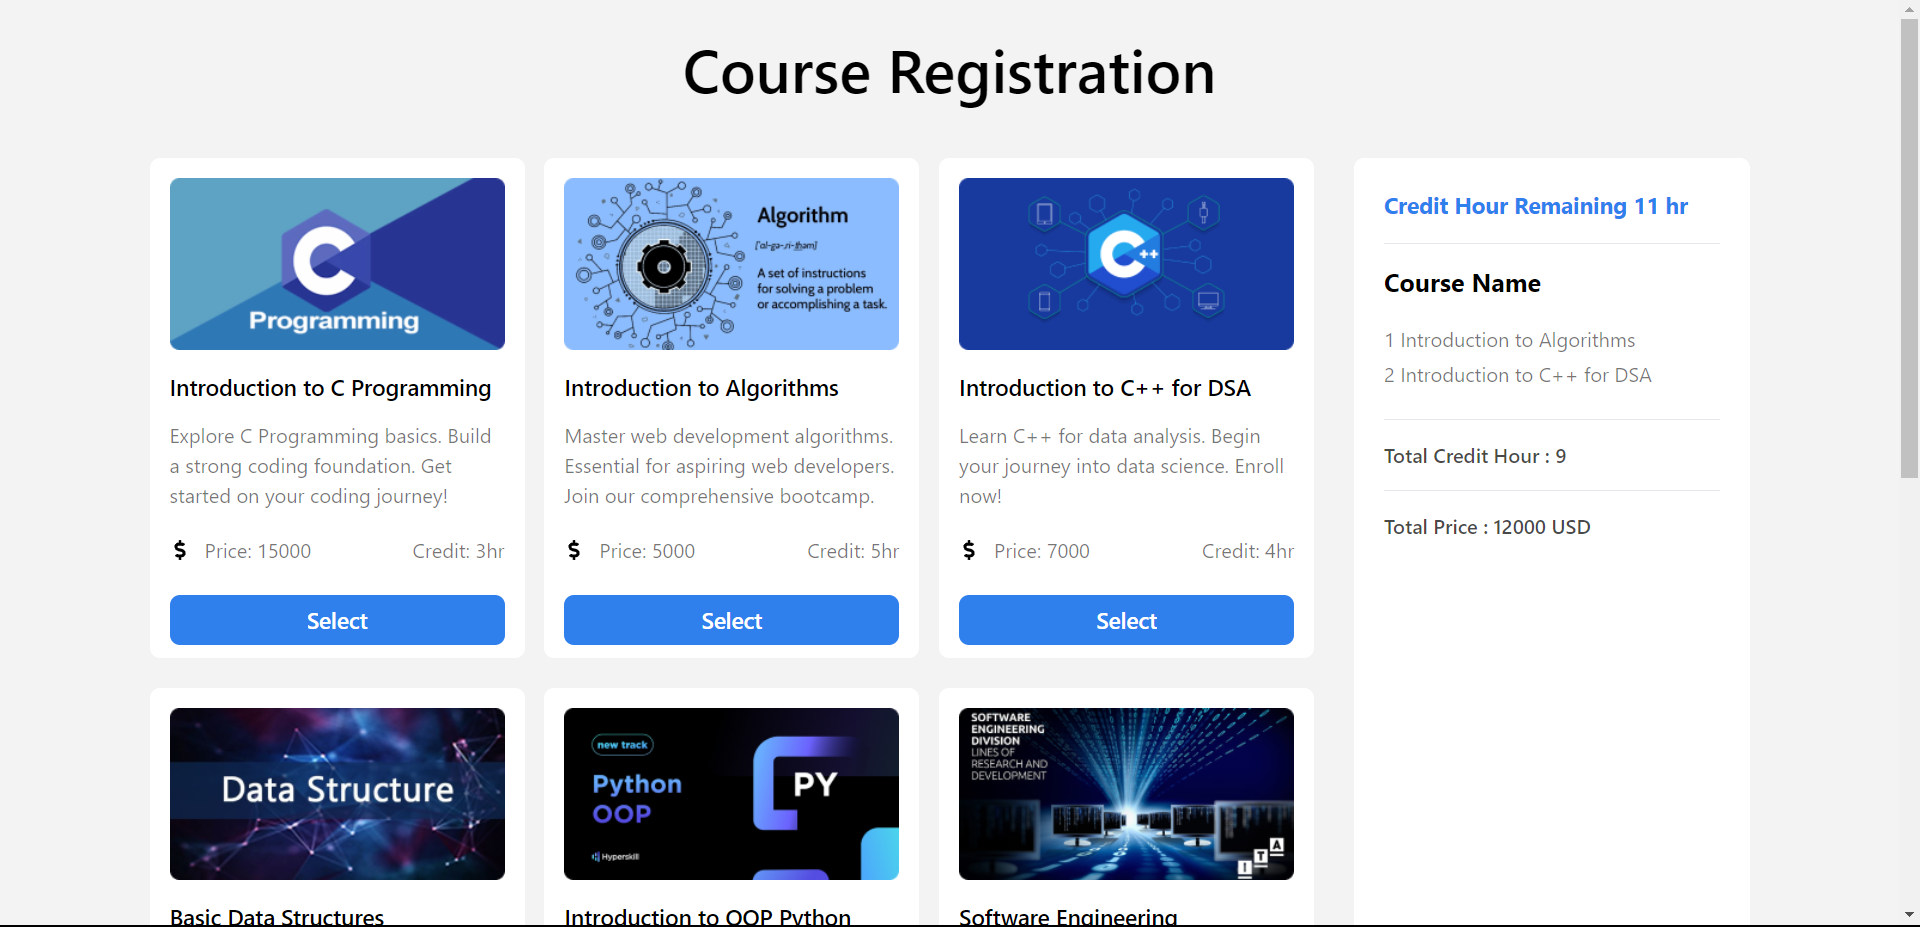 Course Registration
C
Programming
Introduction to C Programming
Explore C Programming basics. Build
a strong coding foundation. Get
started on your coding journey!
$ Price: 15000 Credit: 3hr
Select
Algorithm
[ˈal-gə-ˌri-t͟həm]
A set of instructions
for solving a problem
or accomplishing a task.
Introduction to Algorithms
Master web development algorithms.
Essential for aspiring web developers.
Join our comprehensive bootcamp.
$ Price: 5000 Credit: 5hr
Select
C++
Introduction to C++ for DSA
Learn C++ for data analysis. Begin
your journey into data science. Enroll
now!
$ Price: 7000 Credit: 4hr
Select
Credit Hour Remaining 11 hr
Course Name
1 Introduction to Algorithms
2 Introduction to C++ for DSA
Total Credit Hour : 9
Total Price : 12000 USD
Data Structure
Basic Data Structures
new track
Python
OOP
PY
Hyperskill
Introduction to OOP Python
SOFTWARE
ENGINEERING
DIVISION
LINES OF
RESEARCH AND
DEVELOPMENT
ITA
Software Engineering